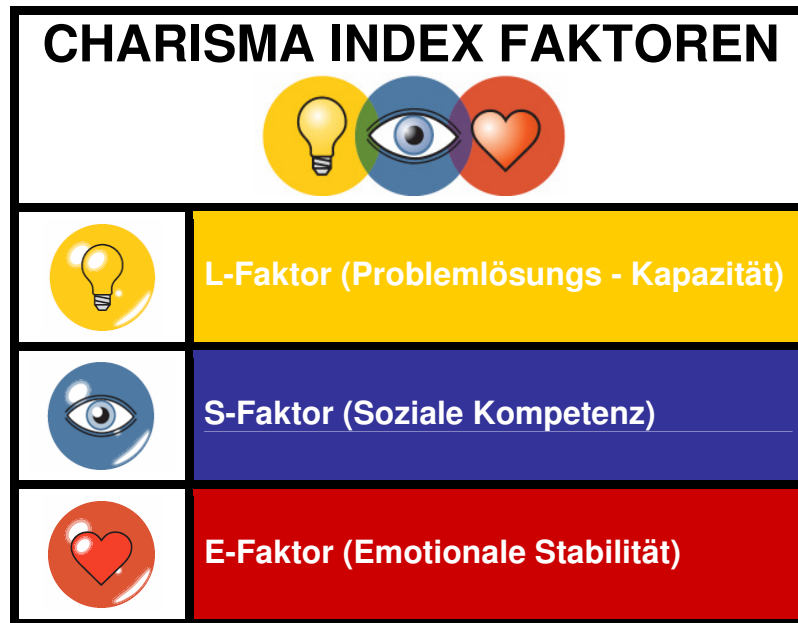 CHARISMA INDEX FAKTOREN
L-Faktor (Problemlösungs - Kapazität)
S-Faktor (Soziale Kompetenz)
E-Faktor (Emotionale Stabilität)